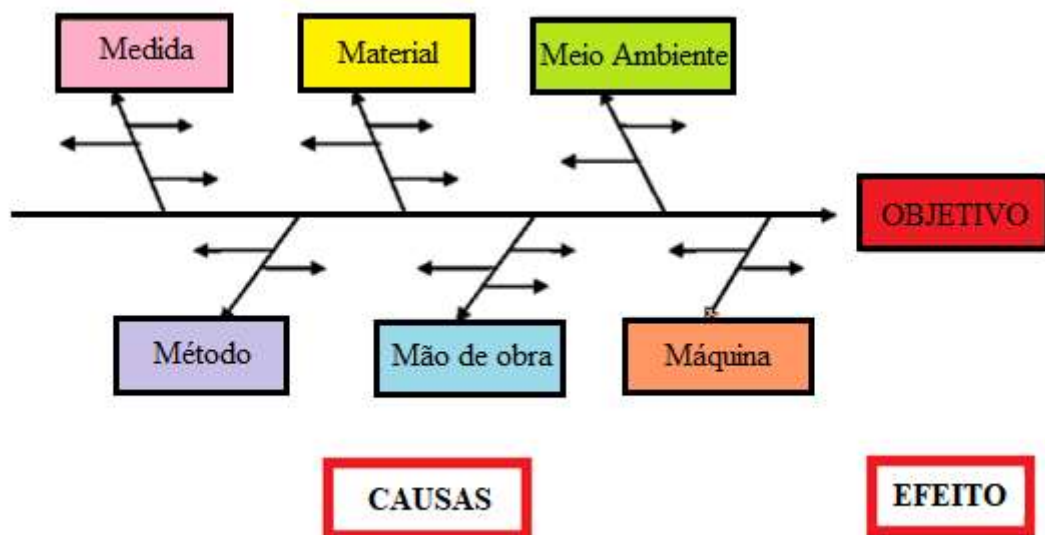 Medida
Material
Meio Ambiente
OBJETIVO
Método
Mão de obra
Máquina
CAUSAS
EFEITO